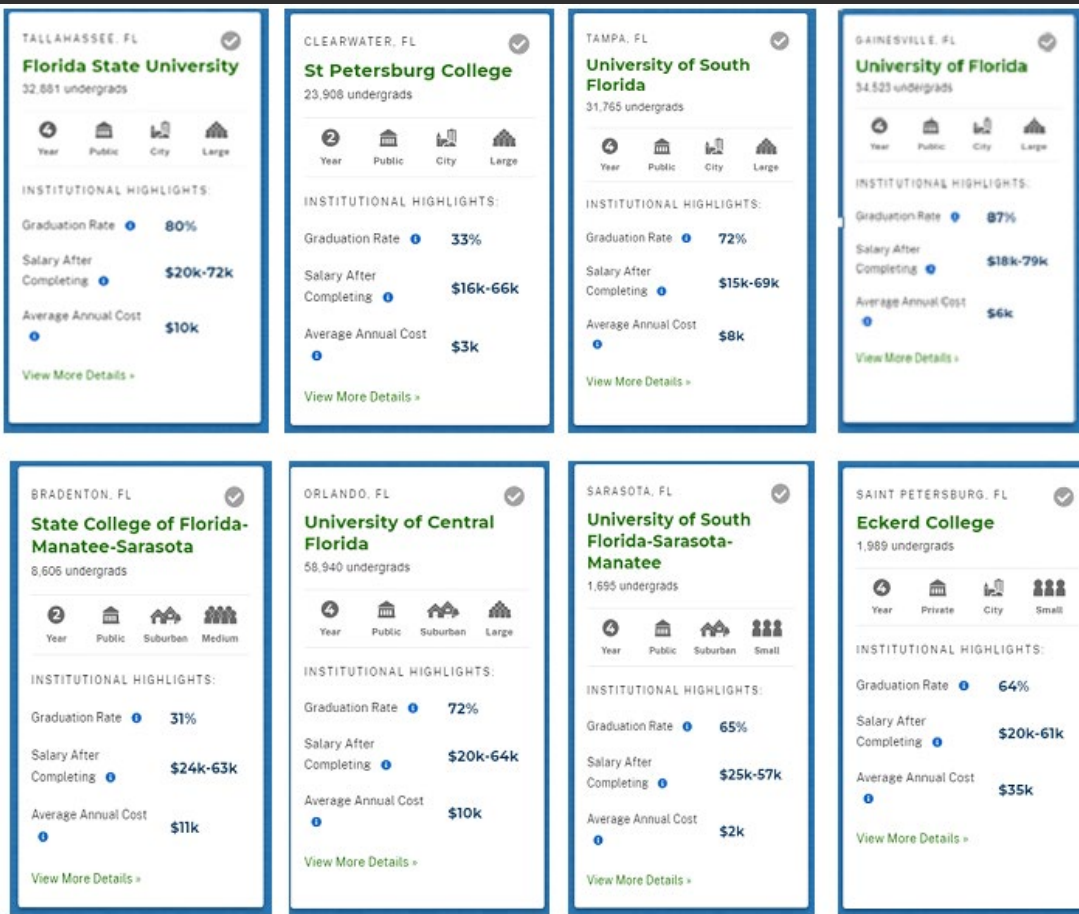 TALLAHASSEE, FL
Florida State University
32,881 undergrads
4
Year Public City Large
INSTITUTIONAL HIGHLIGHTS:
Graduation Rate 80%
Salary After
Completing $20k-72k
Average Annual Cost
$10k
View More Details »
CLEARWATER, FL
St Petersburg College
23,908 undergrads
2
Year Public City Large
INSTITUTIONAL HIGHLIGHTS:
Graduation Rate 33%
Salary After
Completing $16k-66k
Average Annual Cost
$3k
View More Details »
TAMPA, FL
University of South
Florida
31,765 undergrads
4
Year Public City Large
INSTITUTIONAL HIGHLIGHTS:
Graduation Rate 72%
Salary After
Completing $15k-69k
Average Annual Cost
$8k
View More Details »
GAINESVILLE, FL
University of Florida
34,523 undergrads
4
Year Public City Large
INSTITUTIONAL HIGHLIGHTS:
Graduation Rate 87%
Salary After
Completing $18k-79k
Average Annual Cost
$6k
View More Details »
BRADENTON, FL
State College of Florida-
Manatee-Sarasota
8,606 undergrads
2
Year Public Suburban Medium
INSTITUTIONAL HIGHLIGHTS:
Graduation Rate 31%
Salary After
Completing $24k-63k
Average Annual Cost
$11k
View More Details »
ORLANDO, FL
University of Central
Florida
58,940 undergrads
4
Year Public Suburban Large
INSTITUTIONAL HIGHLIGHTS:
Graduation Rate 72%
Salary After
Completing $20k-64k
Average Annual Cost
$10k
View More Details »
SARASOTA, FL
University of South
Florida-Sarasota-
Manatee
1,695 undergrads
4
Year Public Suburban Small
INSTITUTIONAL HIGHLIGHTS:
Graduation Rate 65%
Salary After
Completing $25k-57k
Average Annual Cost
$2k
View More Details »
SAINT PETERSBURG, FL
Eckerd College
1,989 undergrads
4
Year Private City Small
INSTITUTIONAL HIGHLIGHTS:
Graduation Rate 64%
Salary After
Completing $20k-61k
Average Annual Cost
$35k
View More Details »